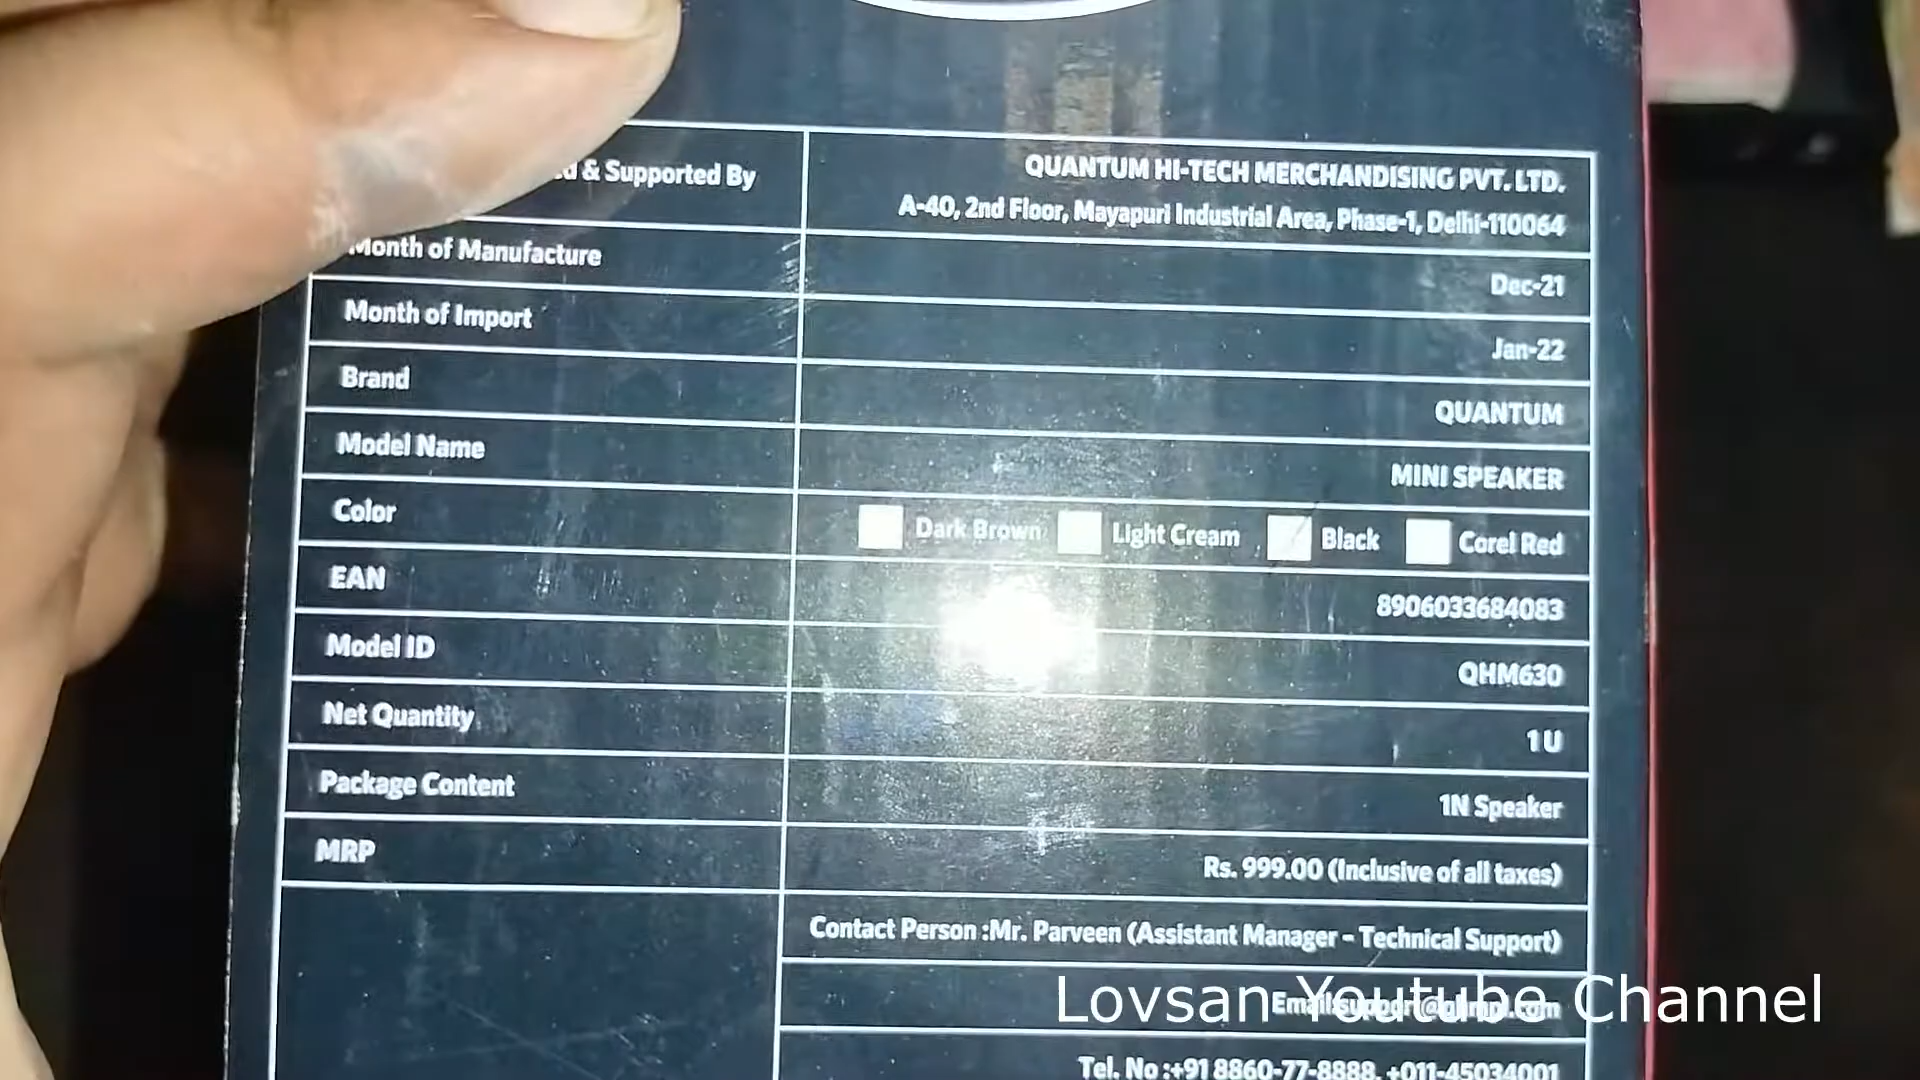 & Supported By
QUANTUM HI-TECH MERCHANDISING PVT. LTD.
A-40, 2nd Floor, Mayapuri Industrial Area, Phase-1, Delhi-110064
Month of Manufacture
Dec-21
Month of Import
Jan-22
Brand
QUANTUM
Model Name
MINI SPEAKER
Color
Dark Brown Light Cream Black Corel Red
EAN
8906033684083
Model ID
QHM630
Net Quantity
1 U
Package Content
1N Speaker
MRP
Rs. 999.00 (Inclusive of all taxes)
Contact Person :Mr. Parveen (Assistant Manager - Technical Support)
Lovsan Youtube Channel
Tel. No :+91 8860-77-8888, +011-45034001